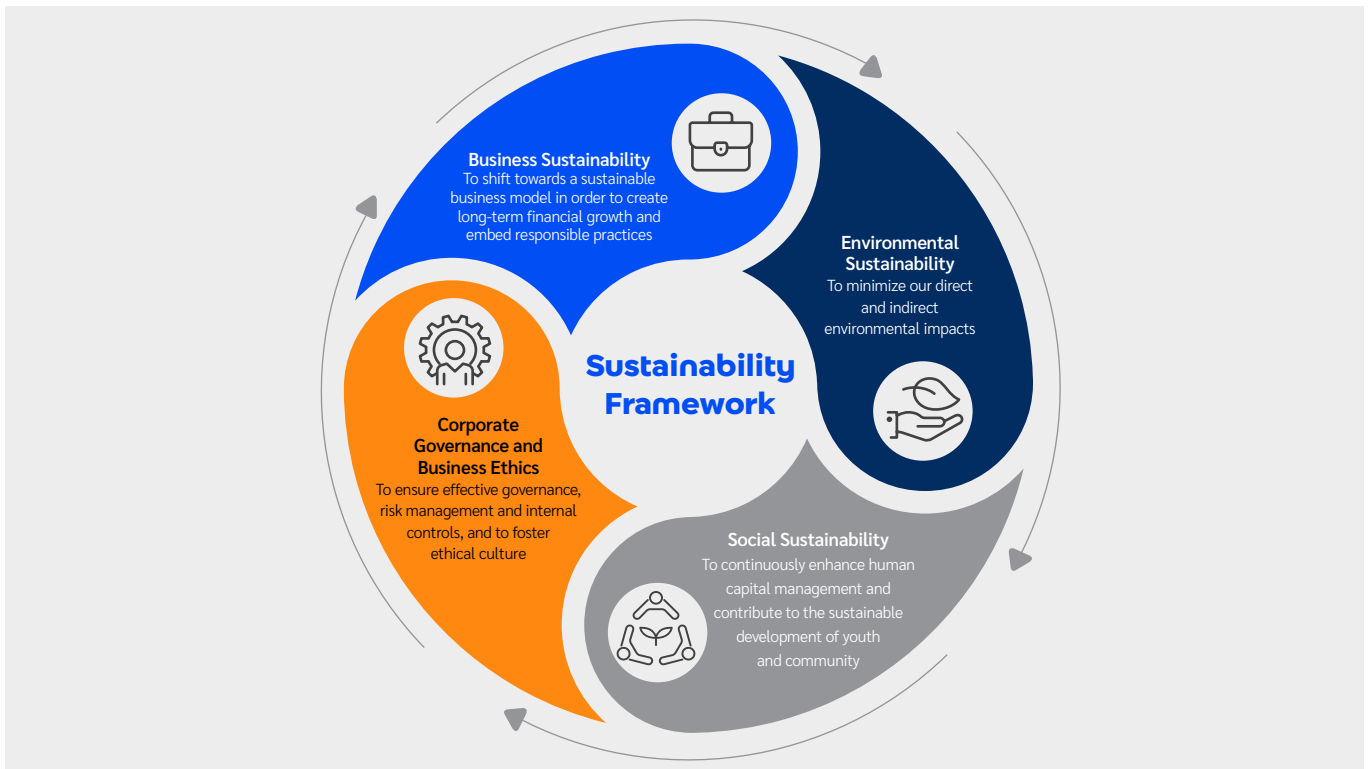 Business Sustainability
To shift towards a sustainable
business model in order to create
long-term financial growth and
embed responsible practices
Environmental
Sustainability
To minimize our direct
and indirect
environmental impacts
Sustainability
Framework
Corporate
Governance and
Business Ethics
To ensure effective governance,
risk management and internal
controls, and to foster
ethical culture
Social Sustainability
To continuously enhance human
capital management and
contribute to the sustainable
development of youth
and community